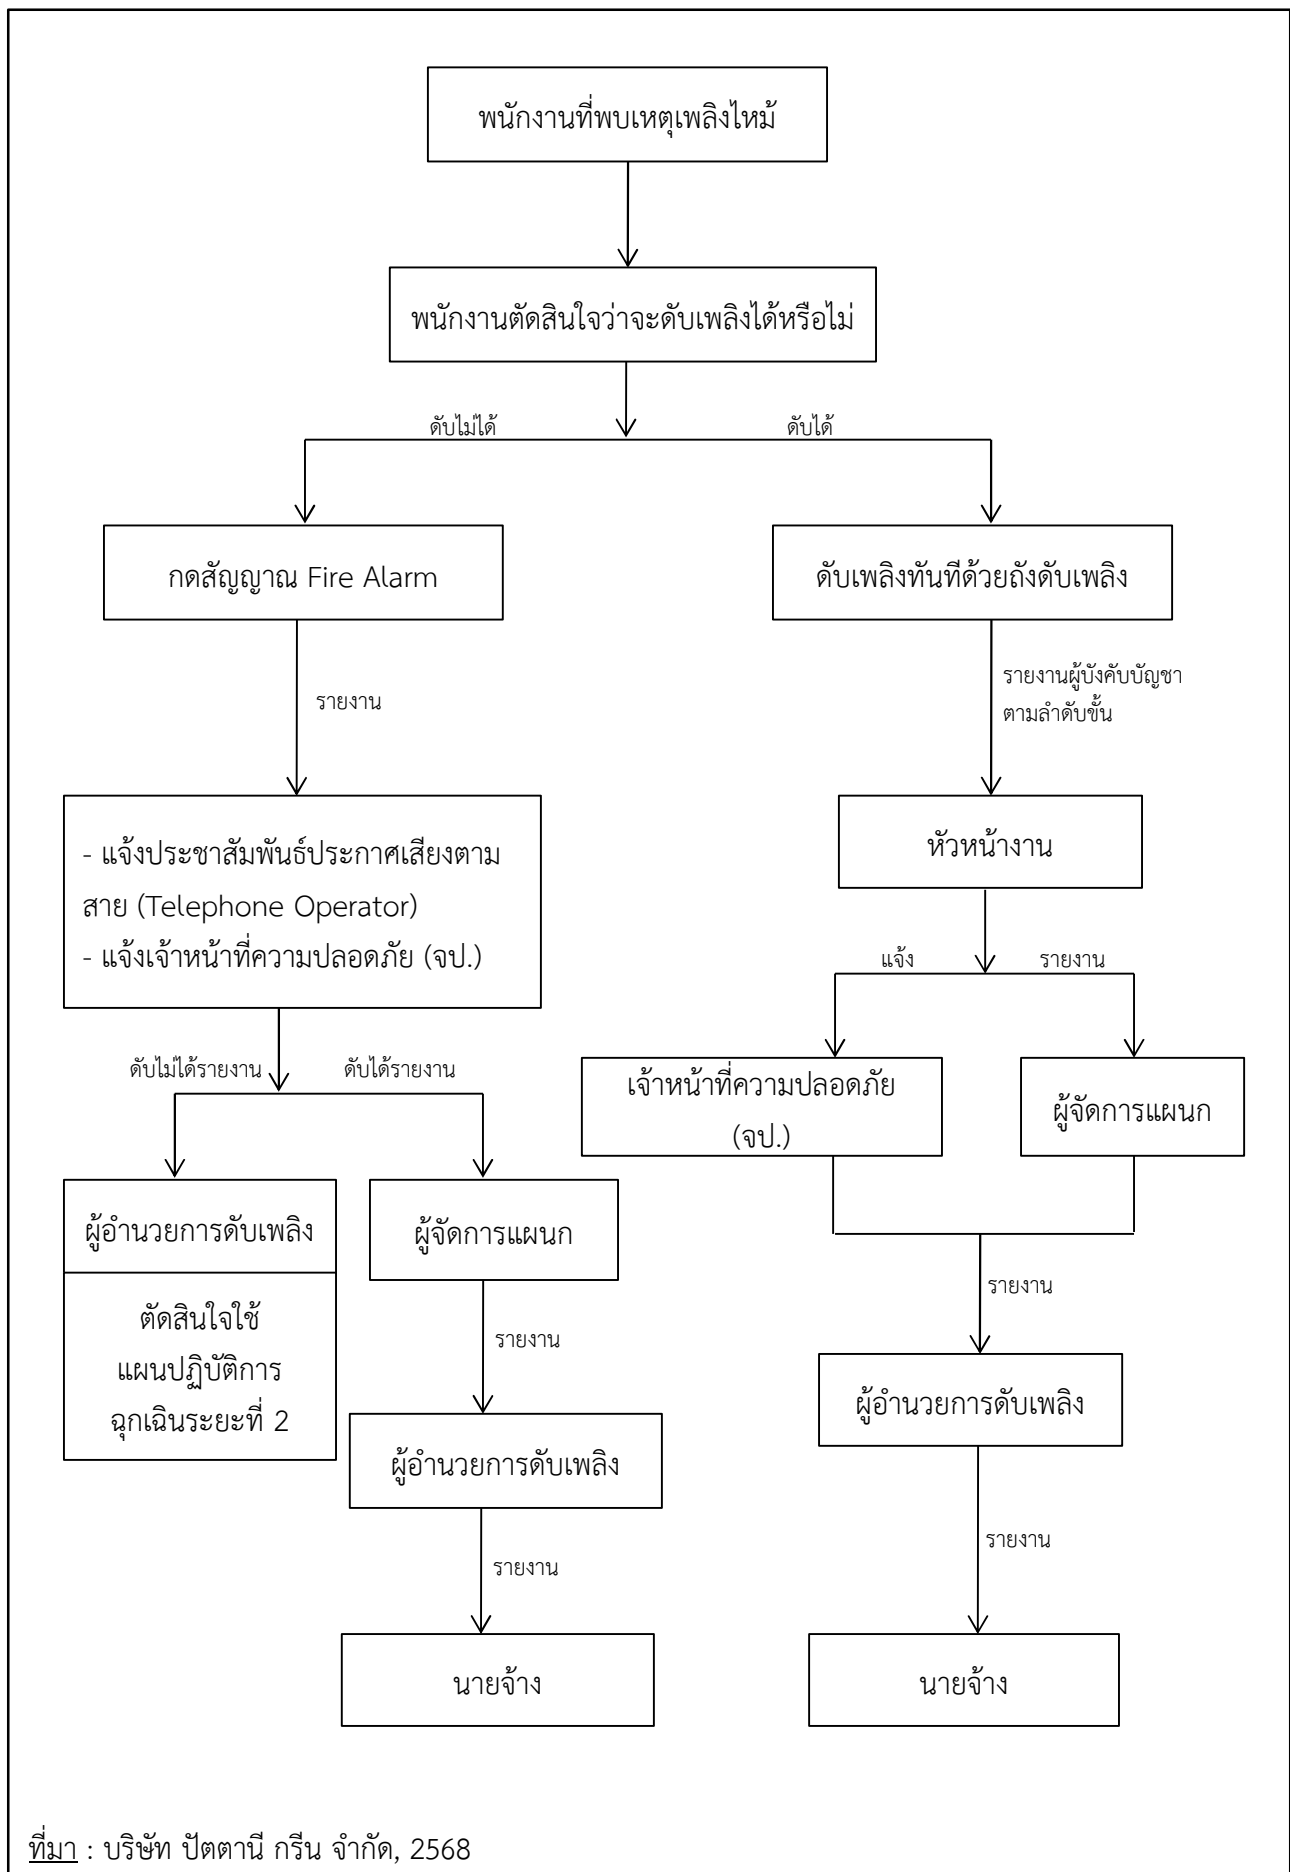 พนักงานที่พบเหตุเพลิงไหม้
พนักงานตัดสินใจว่าจะดับเพลิงได้หรือไม่
ดับไม่ได้
ดับได้
กดสัญญาณ Fire Alarm
ดับเพลิงทันทีด้วยถังดับเพลิง
รายงาน
รายงานผู้บังคับบัญชา
ตามลำดับขั้น
- แจ้งประชาสัมพันธ์ประกาศเสียงตาม
สาย (Telephone Operator)
- แจ้งเจ้าหน้าที่ความปลอดภัย (จป.)
หัวหน้างาน
แจ้ง
รายงาน
ดับไม่ได้รายงาน
ดับได้รายงาน
เจ้าหน้าที่ความปลอดภัย
(จป.)
ผู้จัดการแผนก
ผู้อำนวยการดับเพลิง
ตัดสินใจใช้
แผนปฏิบัติการ
ฉุกเฉินระยะที่ 2
ผู้จัดการแผนก
รายงาน
รายงาน
ผู้อำนวยการดับเพลิง
ผู้อำนวยการดับเพลิง
รายงาน
รายงาน
นายจ้าง
นายจ้าง
ที่มา : บริษัท ปัตตานี กรีน จำกัด, 2568